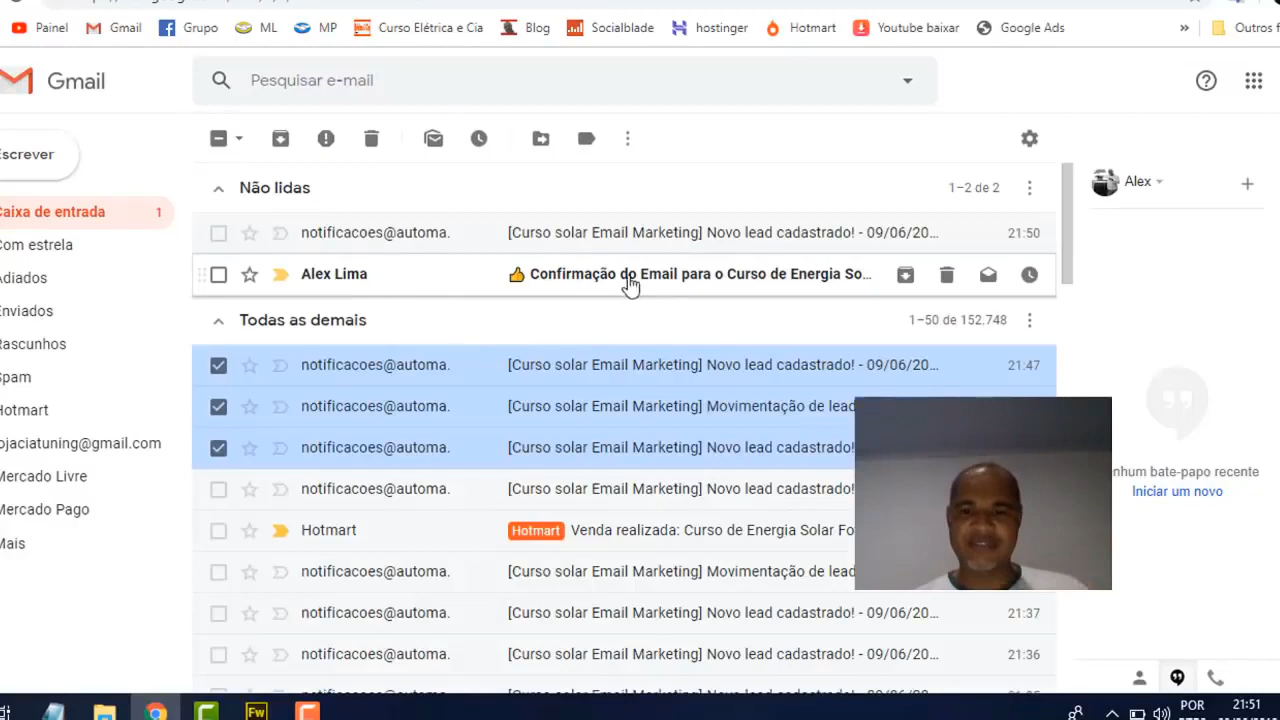 Painel Gmail Grupo ML MP Curso Elétrica e Cia Blog Socialblade hostinger Hotmart Youtube baixar Google Ads » Outros f
Gmail
Pesquisar e-mail
Escrever
Caixa de entrada 1
Com estrela
Adiados
Enviados
Rascunhos
Spam
Hotmart
ojaciatuning@gmail.com
Mercado Livre
Mercado Pago
Mais
Não lidas 1–2 de 2
notificacoes@automa. [Curso solar Email Marketing] Novo lead cadastrado! - 09/06/20... 21:50
Alex Lima 👍 Confirmação do Email para o Curso de Energia So...
Todas as demais 1–50 de 152.748
notificacoes@automa. [Curso solar Email Marketing] Novo lead cadastrado! - 09/06/20... 21:47
notificacoes@automa. [Curso solar Email Marketing] Movimentação de lead
notificacoes@automa. [Curso solar Email Marketing] Novo lead cadastrado!
notificacoes@automa. [Curso solar Email Marketing] Novo lead cadastrado!
Hotmart Hotmart Venda realizada: Curso de Energia Solar Fo
notificacoes@automa. [Curso solar Email Marketing] Movimentação de lead
notificacoes@automa. [Curso solar Email Marketing] Novo lead cadastrado! - 09/06/20... 21:37
notificacoes@automa. [Curso solar Email Marketing] Novo lead cadastrado! - 09/06/20... 21:36
Alex
nhum bate-papo recente
Iniciar um novo
Fw
POR
21:51